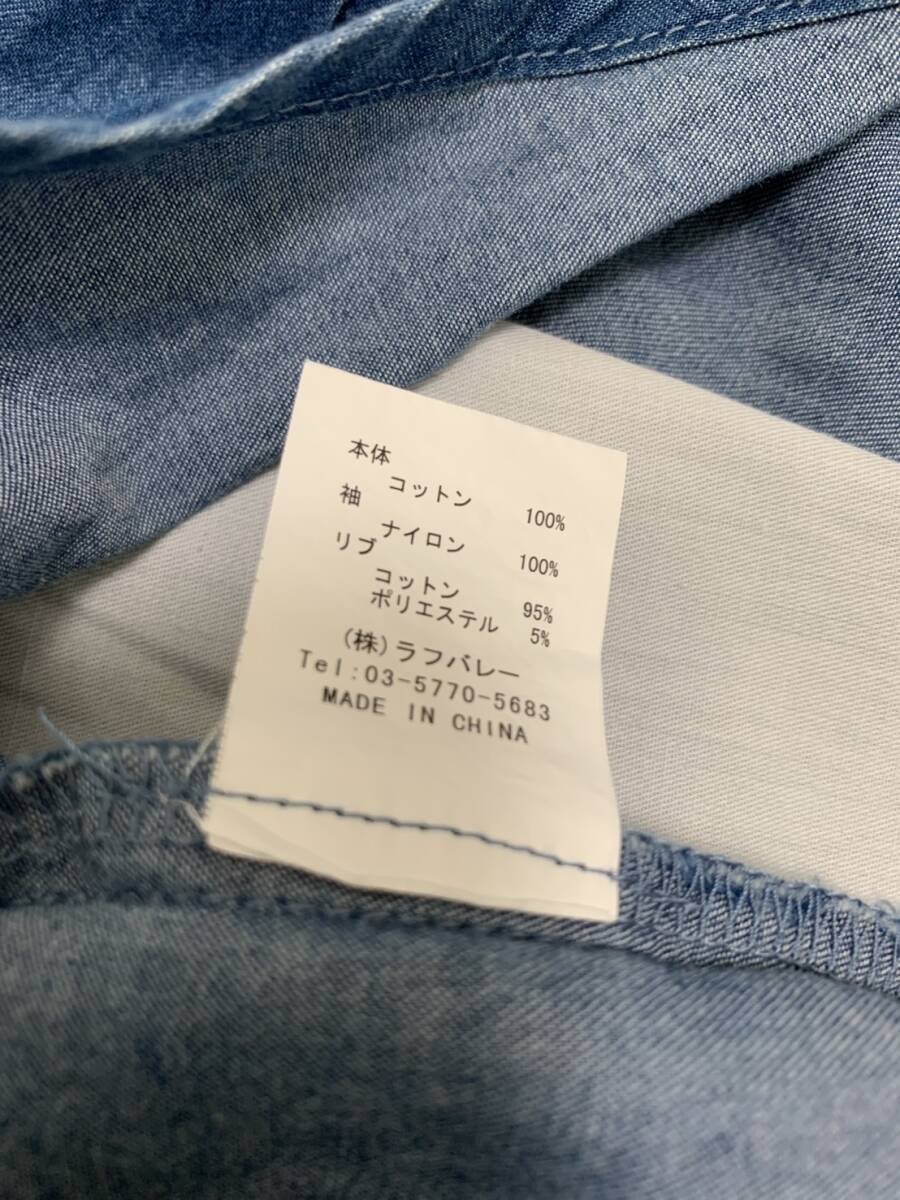 本体
コットン 100%
袖
ナイロン 100%
リブ
コットン 95%
ポリエステル 5%
(株)ラフバレー
Tel:03-5770-5683
MADE IN CHINA